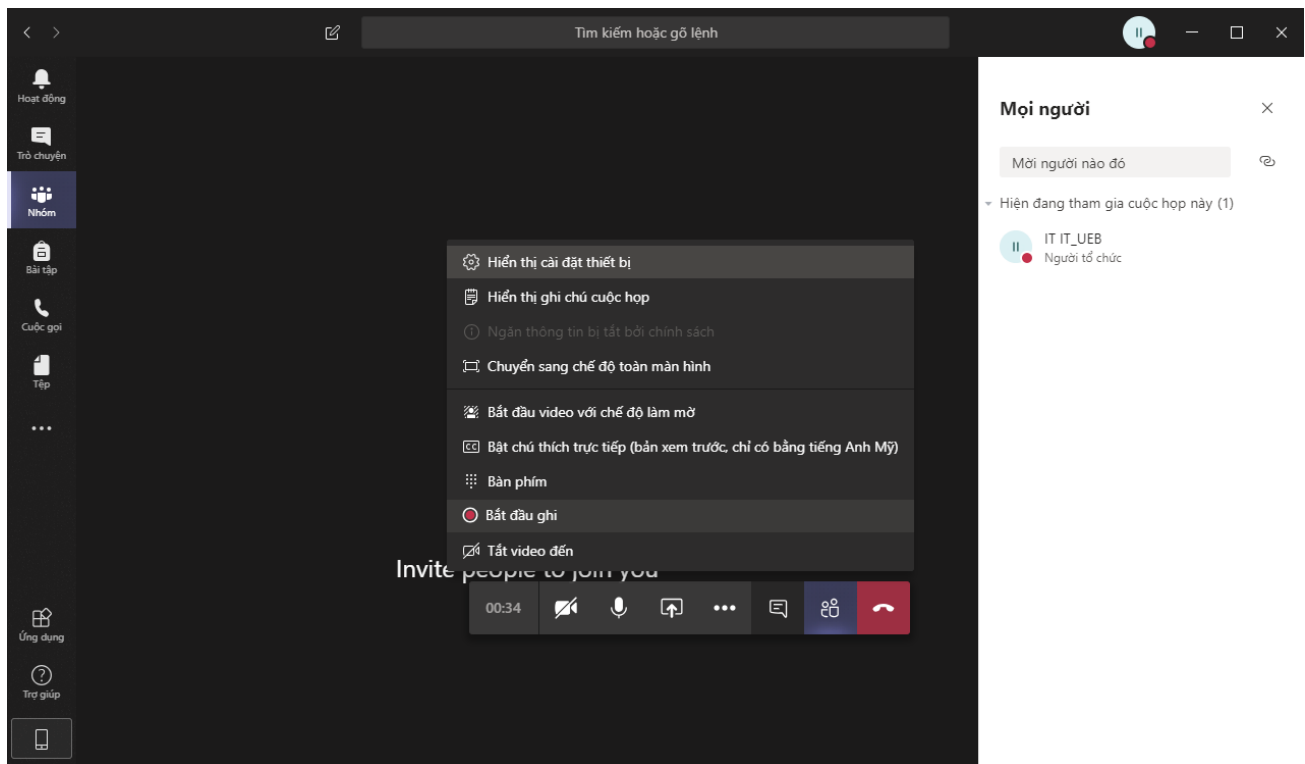 Tìm kiếm hoặc gõ lệnh
II
Hoạt động
Trò chuyện
Nhóm
Bài tập
Cuộc gọi
Tệp
Ứng dụng
Trợ giúp
Hiển thị cài đặt thiết bị
Hiển thị ghi chú cuộc họp
Ngăn thông tin bị tắt bởi chính sách
Chuyển sang chế độ toàn màn hình
Bắt đầu video với chế độ làm mờ
CC Bật chú thích trực tiếp (bản xem trước, chỉ có bằng tiếng Anh Mỹ)
Bàn phím
Bắt đầu ghi
Tắt video đến
Invite people to join you
00:34
Mọi người
Mời người nào đó
Hiện đang tham gia cuộc họp này (1)
II
IT IT_UEB
Người tổ chức